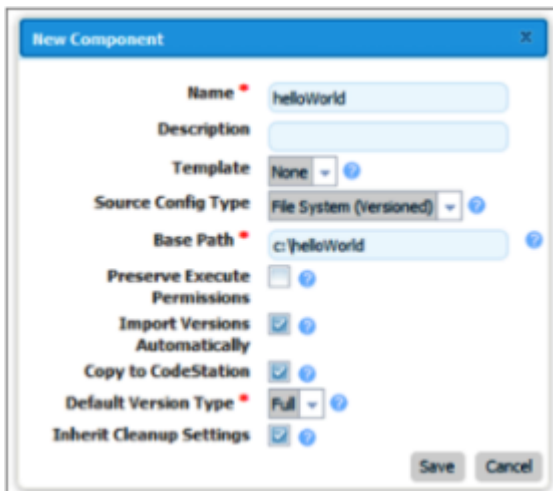 New Component x
Name * helloWorld
Description
Template None
Source Config Type File System (Versioned)
Base Path * c:\helloWorld
Preserve Execute
Permissions
Import Versions
Automatically
Copy to CodeStation
Default Version Type * Full
Inherit Cleanup Settings
Save Cancel